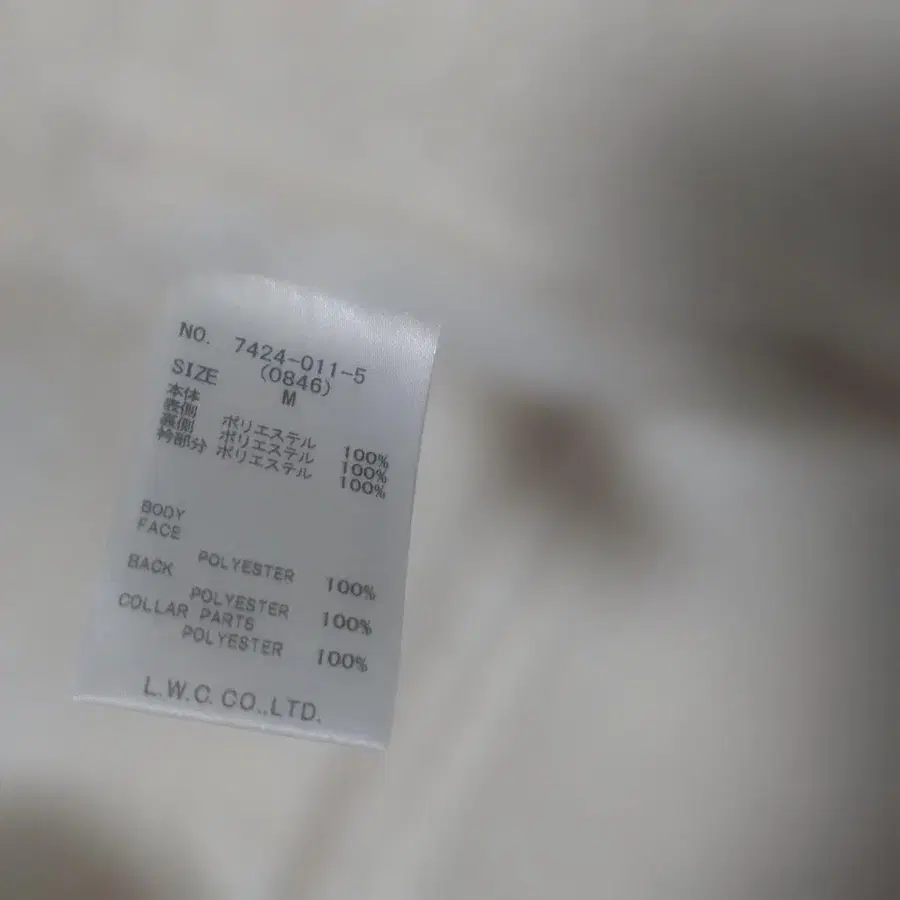 NO. 7424-011-5
(0846)
SIZE M
本体
表側 ポリエステル 100%
裏側 ポリエステル 100%
衿部分 ポリエステル 100%
BODY
FACE
POLYESTER 100%
BACK
POLYESTER 100%
COLLAR PARTS
POLYESTER 100%
L.W.C. CO.,LTD.